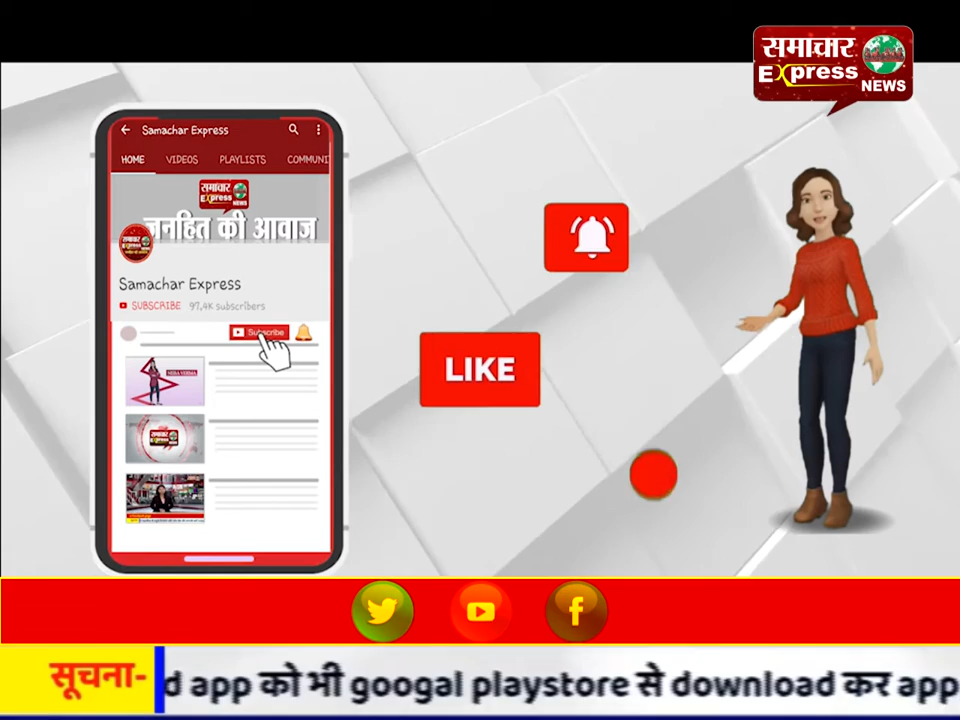 समाचार
Express
NEWS
Samachar Express
HOME VIDEOS PLAYLISTS COMMUNI
समाचार
Express
NEWS
जनहित की आवाज
Samachar Express
SUBSCRIBE 97.4K subscribers
Subscribe
LIKE
सूचना- d app को भी googal playstore से download कर app